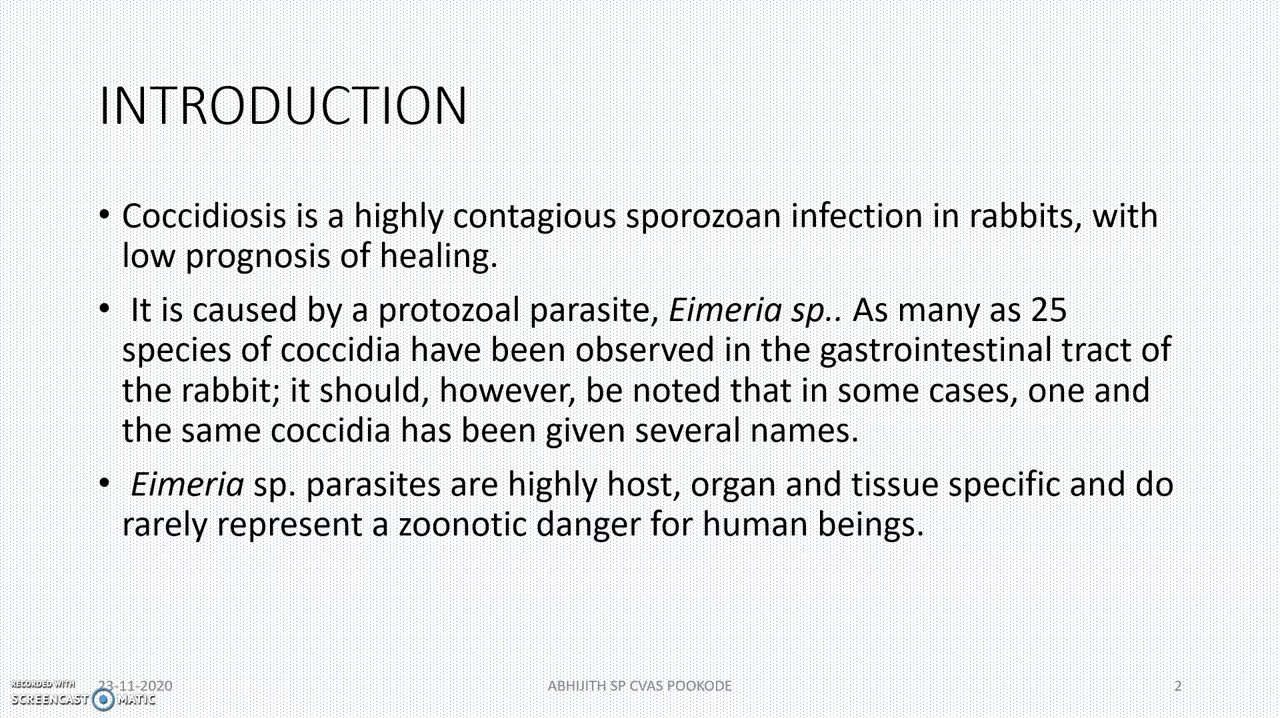 INTRODUCTION
• Coccidiosis is a highly contagious sporozoan infection in rabbits, with
low prognosis of healing.
• It is caused by a protozoal parasite, Eimeria sp.. As many as 25
species of coccidia have been observed in the gastrointestinal tract of
the rabbit; it should, however, be noted that in some cases, one and
the same coccidia has been given several names.
• Eimeria sp. parasites are highly host, organ and tissue specific and do
rarely represent a zoonotic danger for human beings.
RECORDED WITH
SCREENCAST MATIC
23-11-2020
ABHIJITH SP CVAS POOKODE
2